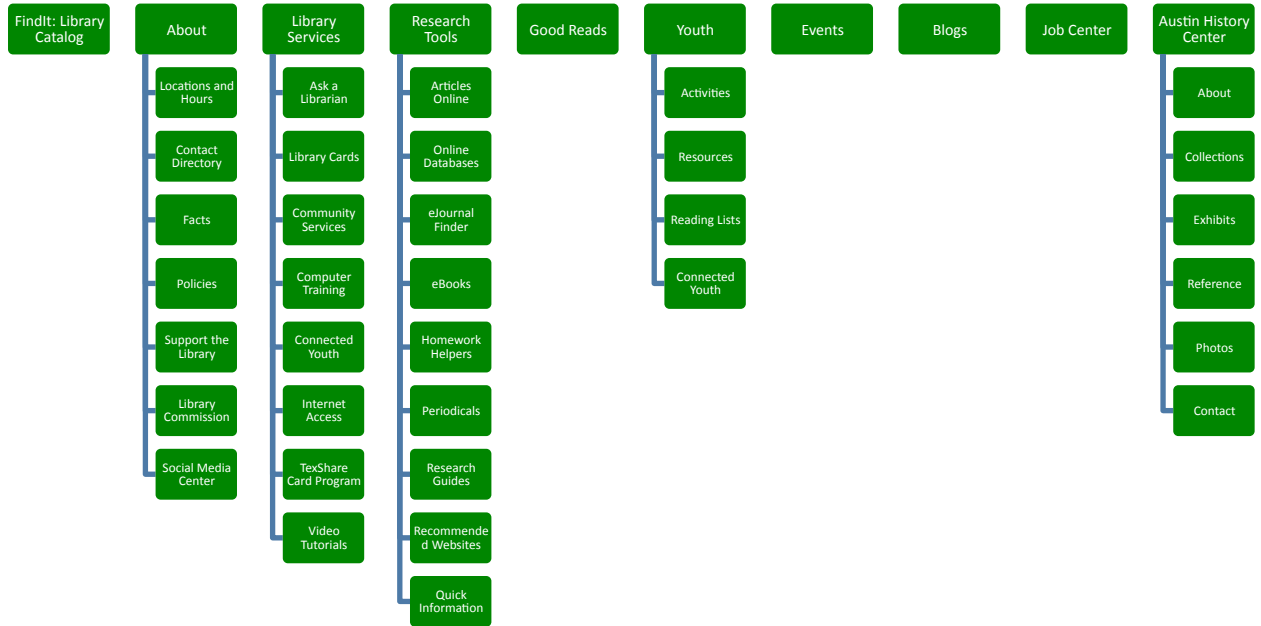 FindIt: Library
Catalog
About
Locations and
Hours
Contact
Directory
Facts
Policies
Support the
Library
Library
Commission
Social Media
Center
Library
Services
Ask a
Librarian
Library Cards
Community
Services
Computer
Training
Connected
Youth
Internet
Access
TexShare
Card Program
Video
Tutorials
Research
Tools
Articles
Online
Online
Databases
eJournal
Finder
eBooks
Homework
Helpers
Periodicals
Research
Guides
Recommende
d Websites
Quick
Information
Good Reads
Youth
Activities
Resources
Reading Lists
Connected
Youth
Events
Blogs
Job Center
Austin History
Center
About
Collections
Exhibits
Reference
Photos
Contact